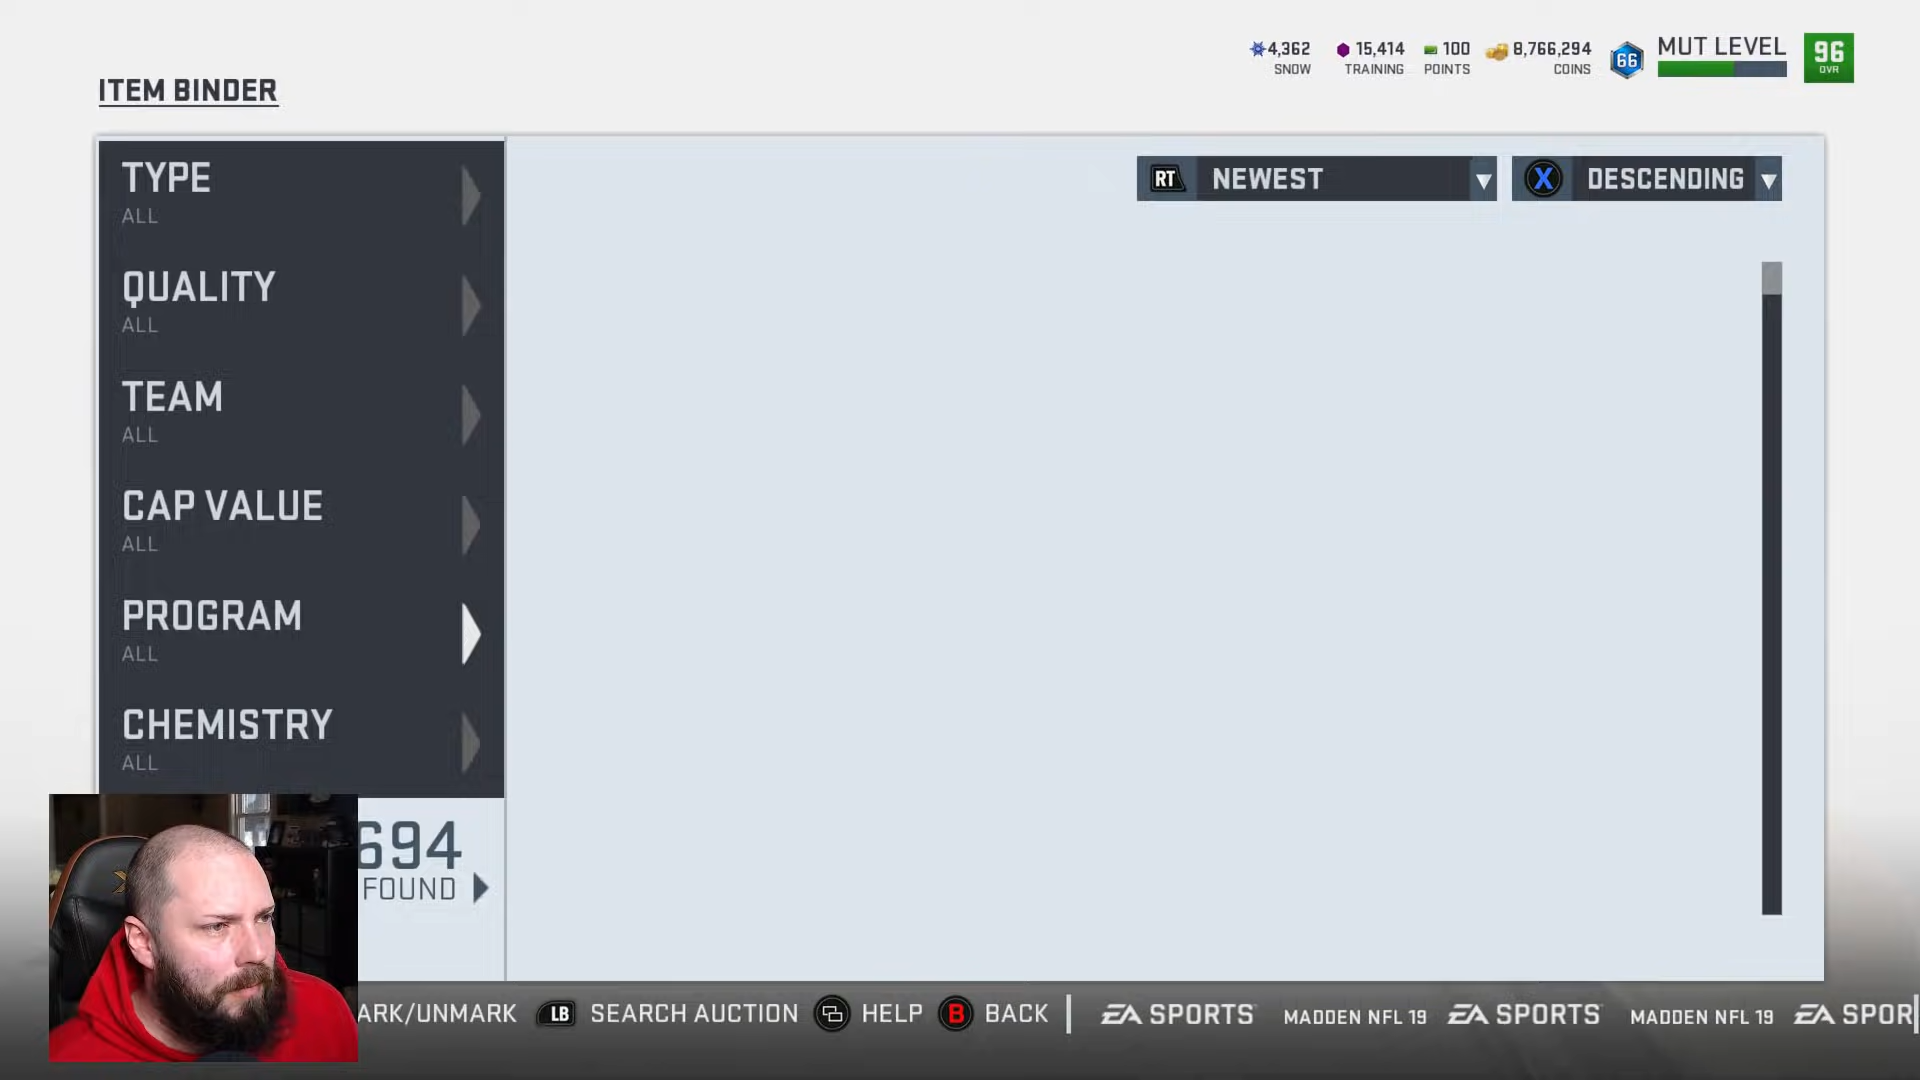 ITEM BINDER
4,362 SNOW
15,414 TRAINING
100 POINTS
8,766,294 COINS
66
MUT LEVEL
96 OVR
RT NEWEST
X DESCENDING
TYPE
ALL
QUALITY
ALL
TEAM
ALL
CAP VALUE
ALL
PROGRAM
ALL
CHEMISTRY
ALL
694
FOUND
ARK/UNMARK LB SEARCH AUCTION HELP B BACK EA SPORTS MADDEN NFL 19 EA SPORTS MADDEN NFL 19 EA SPOR